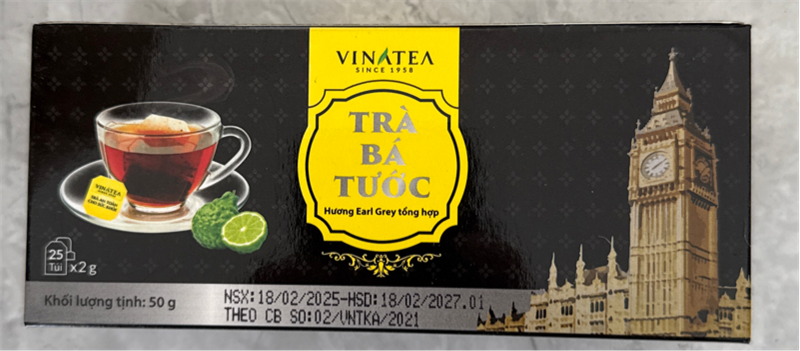 VINATEA
SINCE 1958
TRÀ
BÁ
TƯỚC
Hương Earl Grey tổng hợp
VINATEA
25
Túi
x2g
Khối lượng tịnh: 50 g
NSX:18/02/2025-HSD:18/02/2027.01
THEO CB SO:02/VNTKA/2021